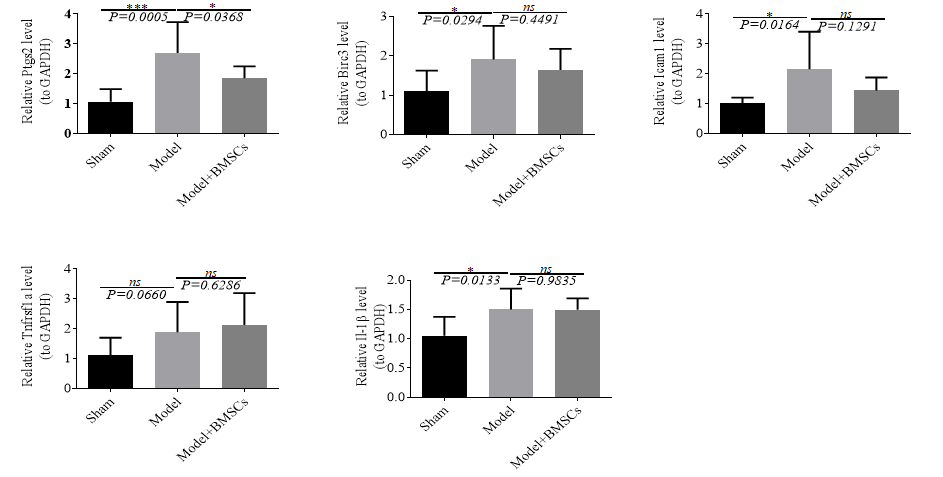 *** *
P=0.0005 P=0.0368
Relative Ptgs2 level
(to GAPDH)
4
3
2
1
0
Sham
Model
Model+BMSCs
* ns
P=0.0294 P=0.4491
Relative Birc3 level
(to GAPDH)
3
2
1
0
Sham
Model
Model+BMSCs
* ns
P=0.0164 P=0.1291
Relative Icam1 level
(to GAPDH)
4
3
2
1
0
Sham
Model
Model+BMSCs
ns ns
P=0.0660 P=0.6286
Relative Tnfrsf1a level
(to GAPDH)
4
3
2
1
0
Sham
Model
Model+BMSCs
* ns
P=0.0133 P=0.9835
Relative Il-1β level
(to GAPDH)
2.0
1.5
1.0
0.5
0.0
Sham
Model
Model+BMSCs